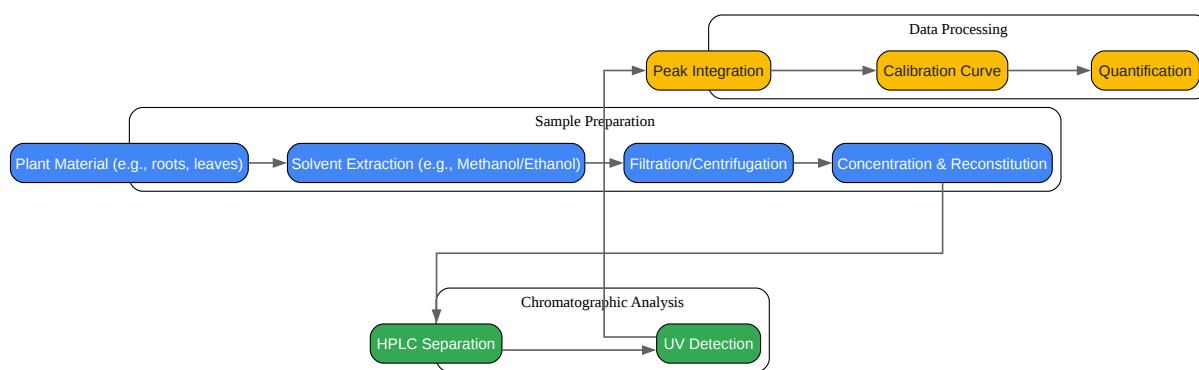 Data Processing
Peak Integration
Calibration Curve
Quantification
Sample Preparation
Plant Material (e.g., roots, leaves)
Solvent Extraction (e.g., Methanol/Ethanol)
Filtration/Centrifugation
Concentration & Reconstitution
Chromatographic Analysis
HPLC Separation
UV Detection